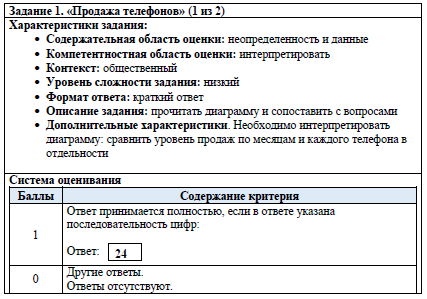 Задание 1. «Продажа телефонов» (1 из 2)
Характеристики задания:
• Содержательная область оценки: неопределенность и данные
• Компетентностная область оценки: интерпретировать
• Контекст: общественный
• Уровень сложности задания: низкий
• Формат ответа: краткий ответ
• Описание задания: прочитать диаграмму и сопоставить с вопросами
• Дополнительные характеристики. Необходимо интерпретировать
диаграмму: сравнить уровень продаж по месяцам и каждого телефона в
отдельности
Система оценивания
Баллы Содержание критерия
1
Ответ принимается полностью, если в ответе указана
последовательность цифр:
Ответ: 24
0
Другие ответы.
Ответы отсутствуют.